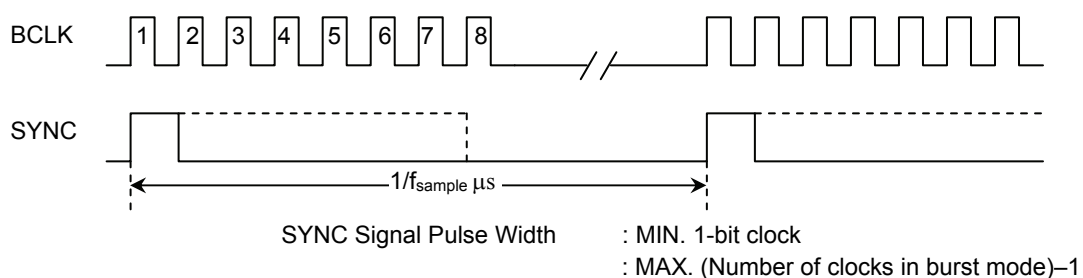 BCLK 1 2 3 4 5 6 7 8
SYNC
1/fsample μs
SYNC Signal Pulse Width : MIN. 1-bit clock
: MAX. (Number of clocks in burst mode)–1